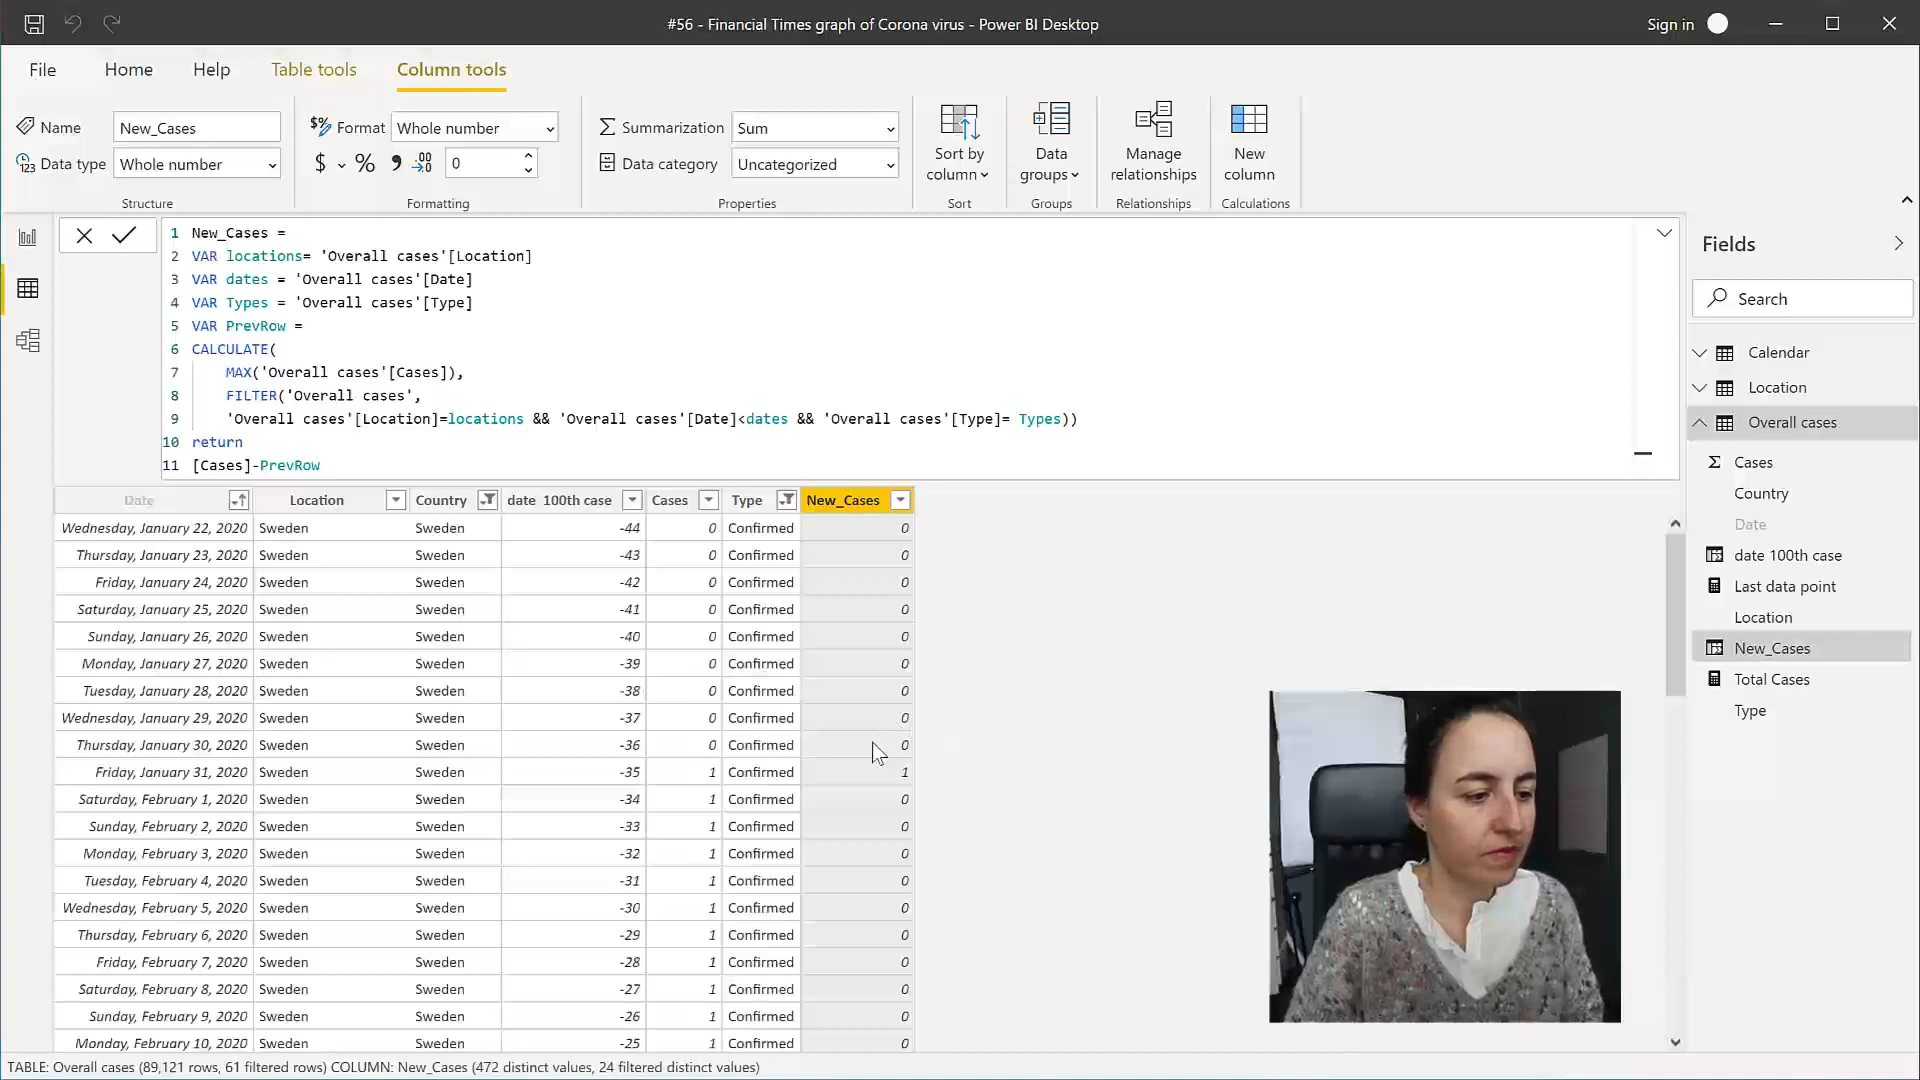 #56 - Financial Times graph of Corona virus - Power BI Desktop
Sign in
File Home Help Table tools Column tools
Name New_Cases
Data type Whole number
Structure
Format Whole number
$ % 0
Formatting
Summarization Sum
Data category Uncategorized
Properties
Sort by column
Sort
Data groups
Groups
Manage relationships
Relationships
New column
Calculations
1 New_Cases =
2 VAR locations= 'Overall cases'[Location]
3 VAR dates = 'Overall cases'[Date]
4 VAR Types = 'Overall cases'[Type]
5 VAR PrevRow =
6 CALCULATE(
7 MAX('Overall cases'[Cases]),
8 FILTER('Overall cases',
9 'Overall cases'[Location]=locations && 'Overall cases'[Date]<dates && 'Overall cases'[Type]= Types))
10 return
11 [Cases]-PrevRow
Date Location Country date 100th case Cases Type New_Cases
Wednesday, January 22, 2020 Sweden Sweden -44 0 Confirmed 0
Thursday, January 23, 2020 Sweden Sweden -43 0 Confirmed 0
Friday, January 24, 2020 Sweden Sweden -42 0 Confirmed 0
Saturday, January 25, 2020 Sweden Sweden -41 0 Confirmed 0
Sunday, January 26, 2020 Sweden Sweden -40 0 Confirmed 0
Monday, January 27, 2020 Sweden Sweden -39 0 Confirmed 0
Tuesday, January 28, 2020 Sweden Sweden -38 0 Confirmed 0
Wednesday, January 29, 2020 Sweden Sweden -37 0 Confirmed 0
Thursday, January 30, 2020 Sweden Sweden -36 0 Confirmed 0
Friday, January 31, 2020 Sweden Sweden -35 1 Confirmed 1
Saturday, February 1, 2020 Sweden Sweden -34 1 Confirmed 0
Sunday, February 2, 2020 Sweden Sweden -33 1 Confirmed 0
Monday, February 3, 2020 Sweden Sweden -32 1 Confirmed 0
Tuesday, February 4, 2020 Sweden Sweden -31 1 Confirmed 0
Wednesday, February 5, 2020 Sweden Sweden -30 1 Confirmed 0
Thursday, February 6, 2020 Sweden Sweden -29 1 Confirmed 0
Friday, February 7, 2020 Sweden Sweden -28 1 Confirmed 0
Saturday, February 8, 2020 Sweden Sweden -27 1 Confirmed 0
Sunday, February 9, 2020 Sweden Sweden -26 1 Confirmed 0
Monday, February 10, 2020 Sweden Sweden -25 1 Confirmed 0
Fields
Search
Calendar
Location
Overall cases
Cases
Country
Date
date 100th case
Last data point
Location
New_Cases
Total Cases
Type
TABLE: Overall cases (89,121 rows, 61 filtered rows) COLUMN: New_Cases (472 distinct values, 24 filtered distinct values)